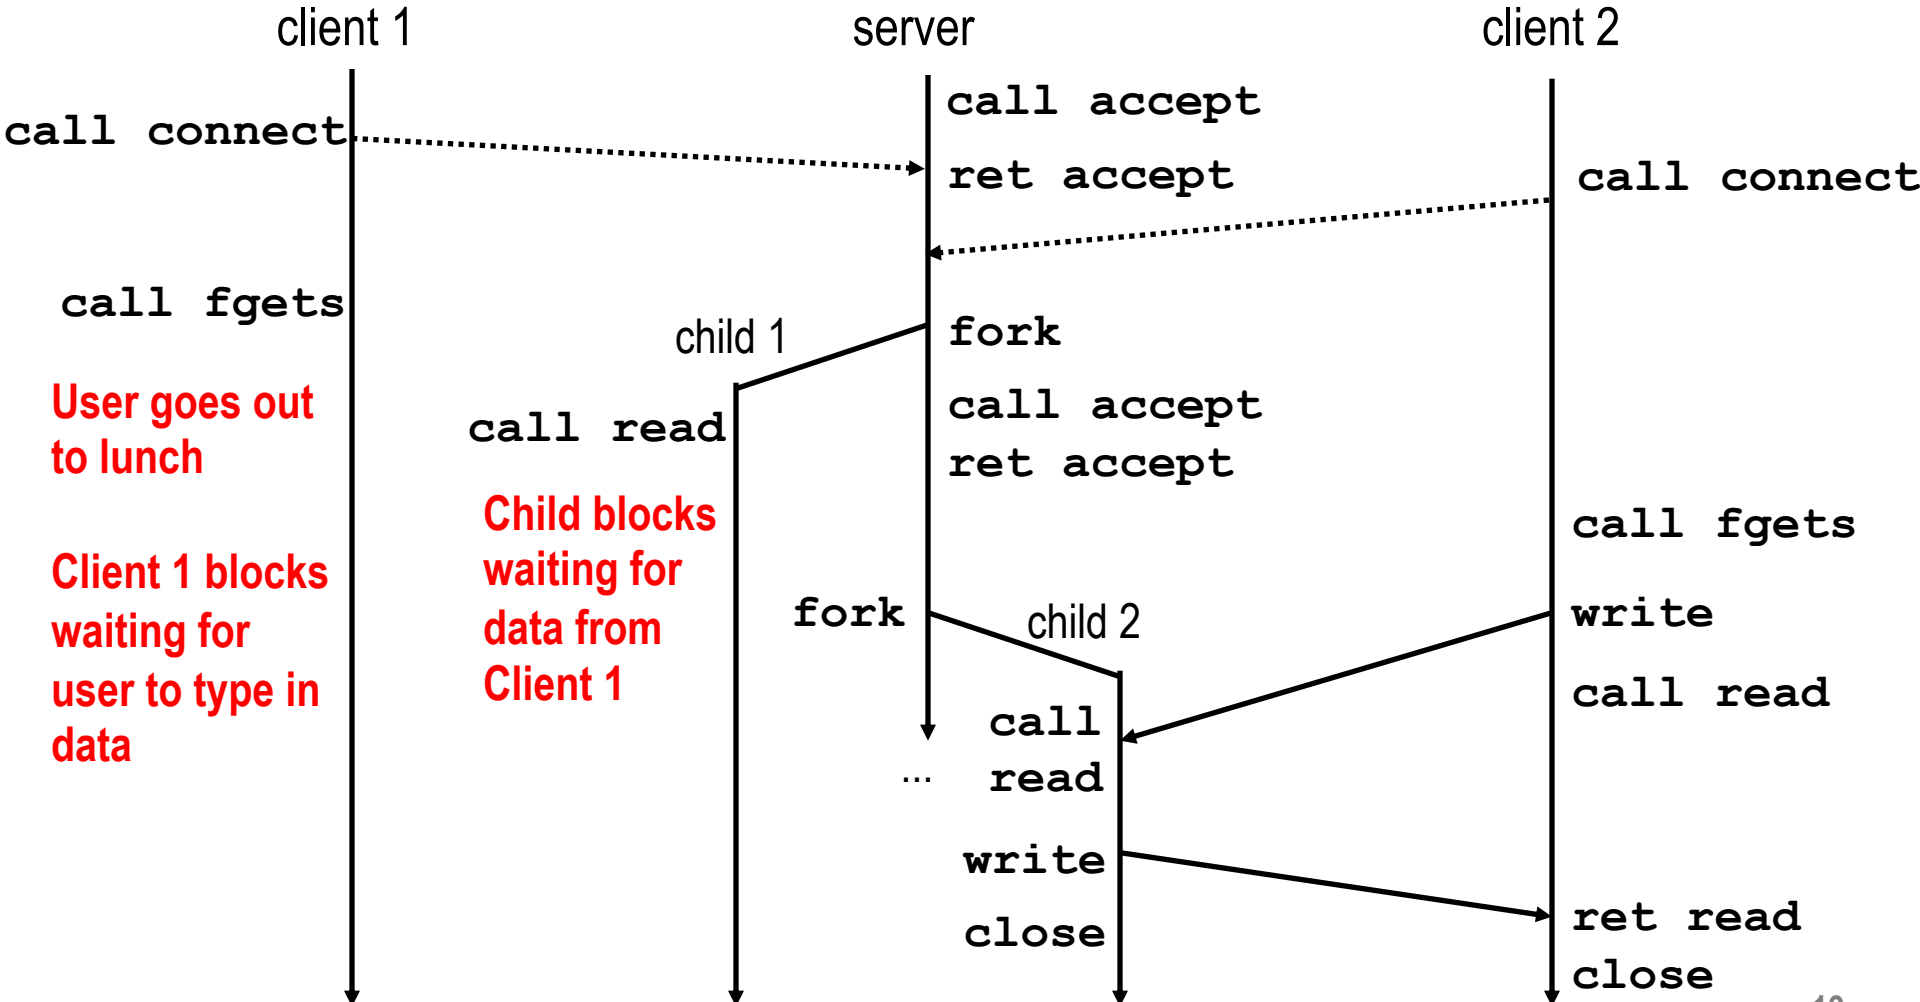 client 1
server
client 2
call accept
call connect
ret accept
call connect
call fgets
child 1
fork
User goes out
to lunch
call read
call accept
ret accept
Child blocks
waiting for
data from
Client 1
call fgets
Client 1 blocks
waiting for
user to type in
data
fork
child 2
write
call read
call
read
...
write
close
ret read
close